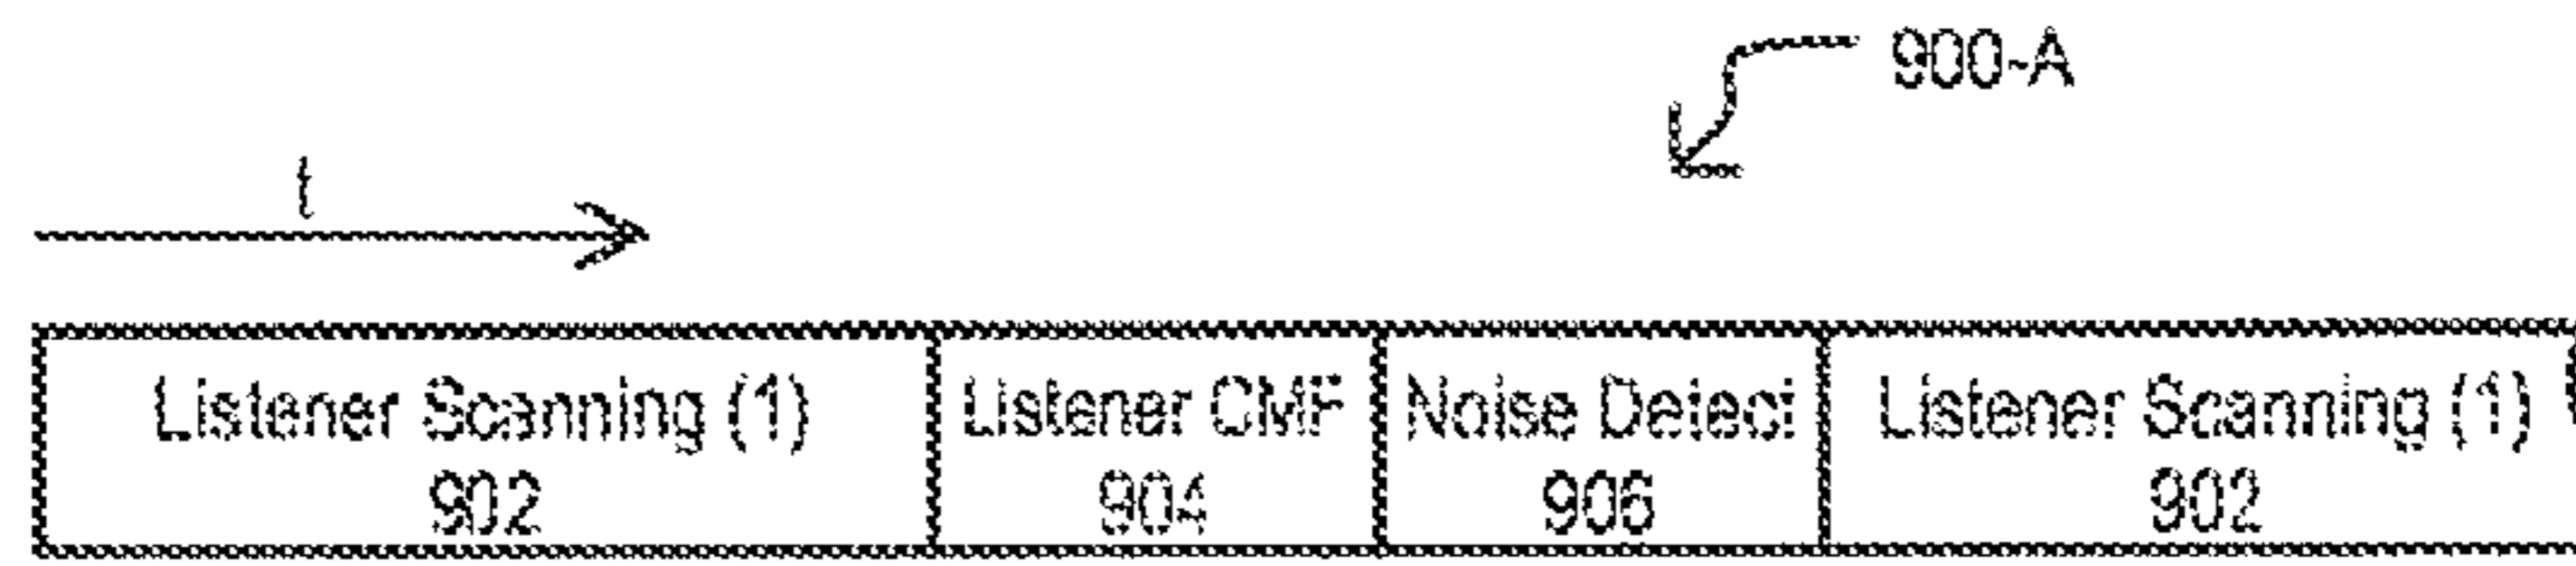 900-A
t
Listener Scanning (1)
902
Listener CMF
904
Noise Detect
906
Listener Scanning (1)
902